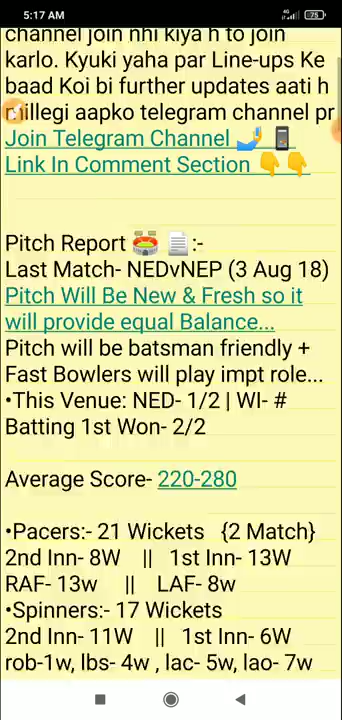 5:17 AM
4G
75
channel join nhi kiya h to join
karlo. Kyuki yaha par Line-ups Ke
baad Koi bi further updates aati h
millegi aapko telegram channel pr
Join Telegram Channel 🤳📱
Link In Comment Section 👇👇
Pitch Report 🏟️ 📄:-
Last Match- NEDvNEP (3 Aug 18)
Pitch Will Be New & Fresh so it
will provide equal Balance...
Pitch will be batsman friendly +
Fast Bowlers will play impt role...
•This Venue: NED- 1/2 | WI- #
Batting 1st Won- 2/2
Average Score- 220-280
•Pacers:- 21 Wickets {2 Match}
2nd Inn- 8W || 1st Inn- 13W
RAF- 13w || LAF- 8w
•Spinners:- 17 Wickets
2nd Inn- 11W || 1st Inn- 6W
rob-1w, lbs- 4w , lac- 5w, lao- 7w